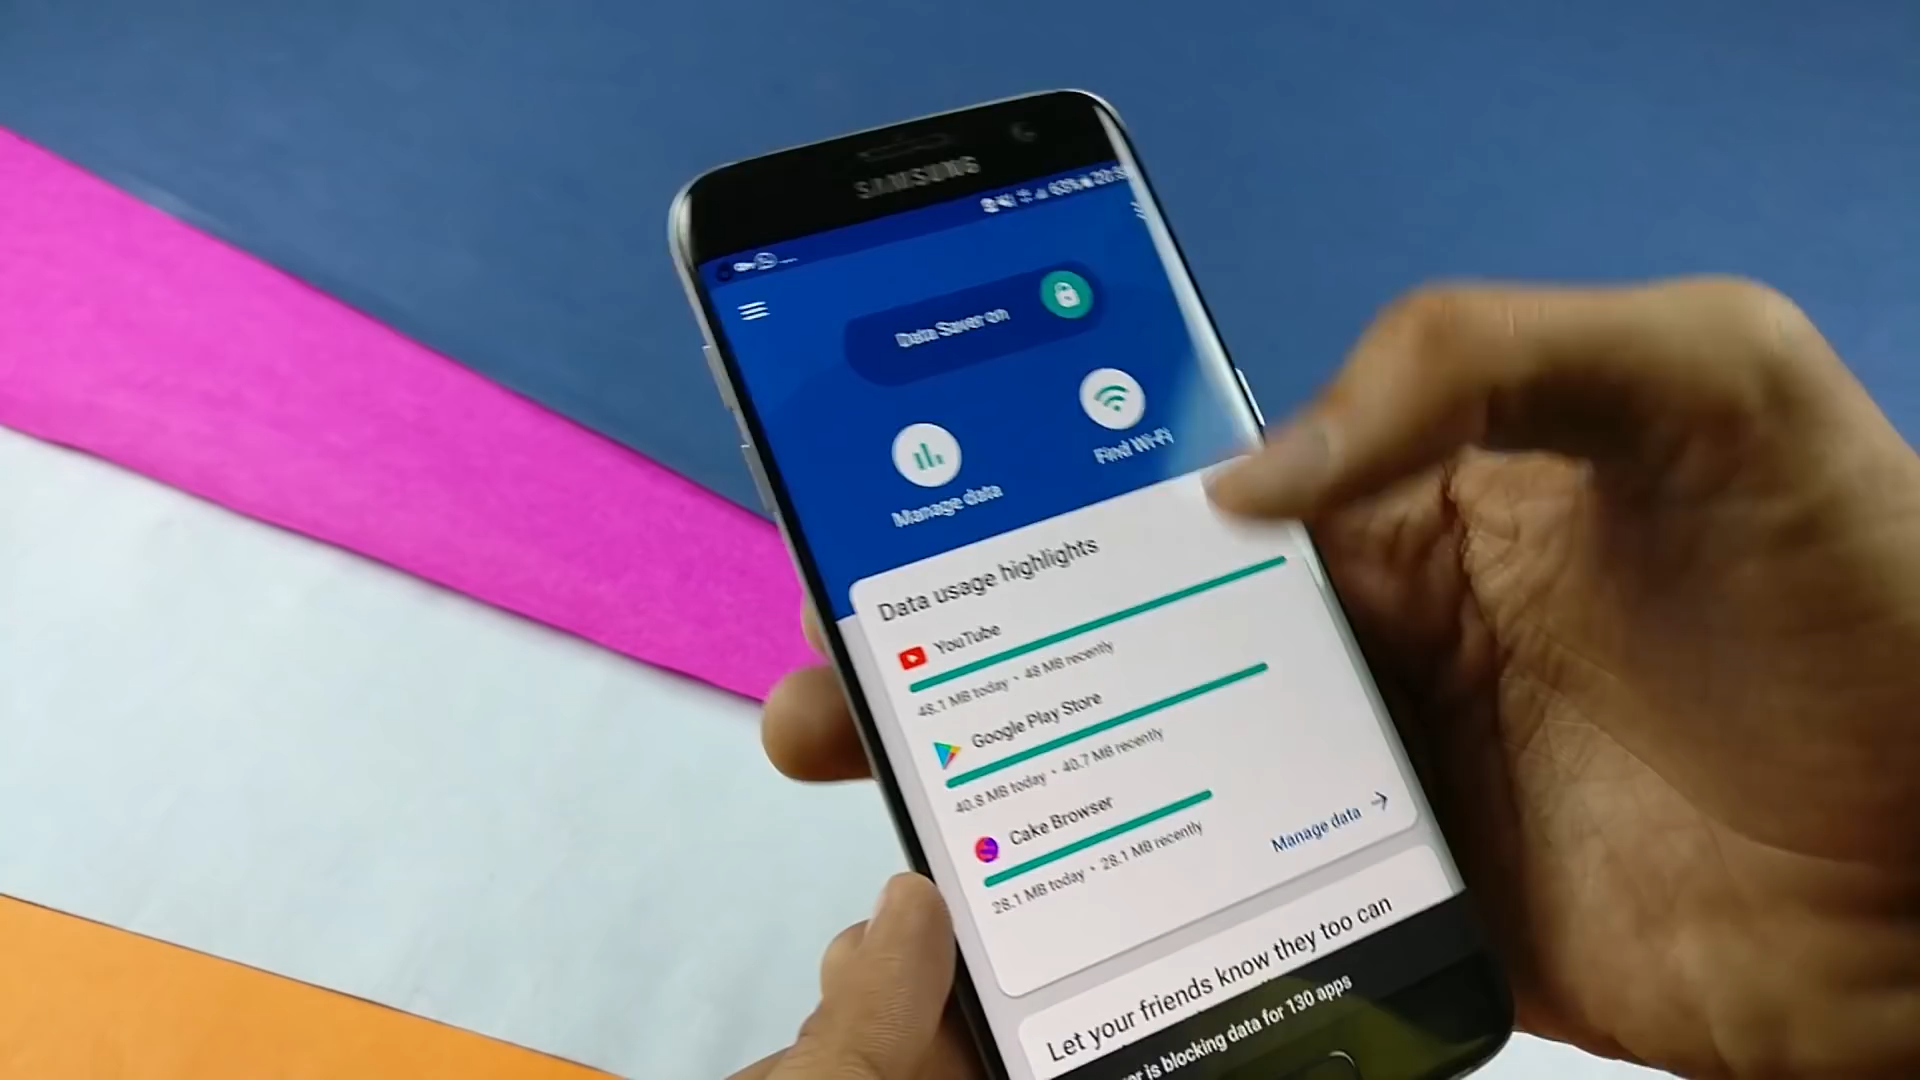 SAMSUNG
63%
Data Saver on
Manage data
Find Wi-Fi
Data usage highlights
YouTube
48.1 MB today • 48 MB recently
Google Play Store
40.8 MB today • 40.7 MB recently
Cake Browser
28.1 MB today • 28.1 MB recently
Manage data
Let your friends know they too can
is blocking data for 130 apps